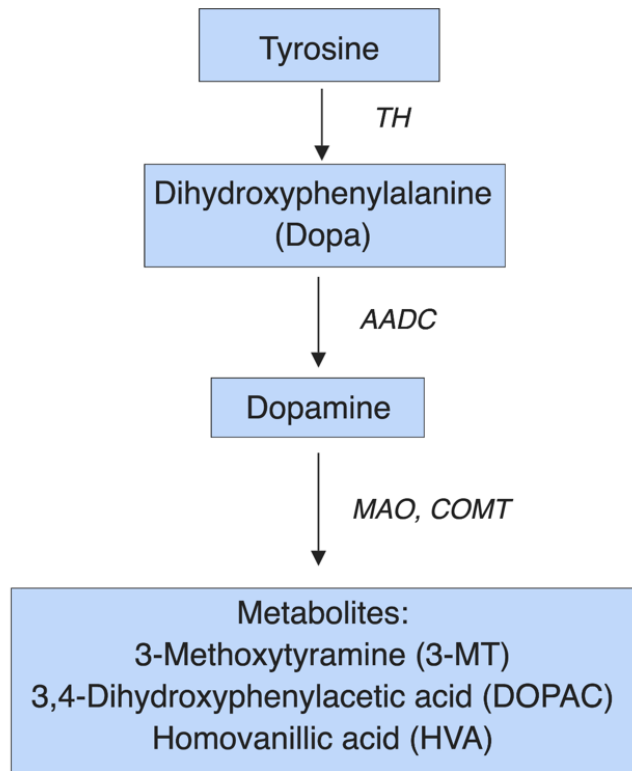 Tyrosine
TH
Dihydroxyphenylalanine
(Dopa)
AADC
Dopamine
MAO, COMT
Metabolites:
3-Methoxytyramine (3-MT)
3,4-Dihydroxyphenylacetic acid (DOPAC)
Homovanillic acid (HVA)